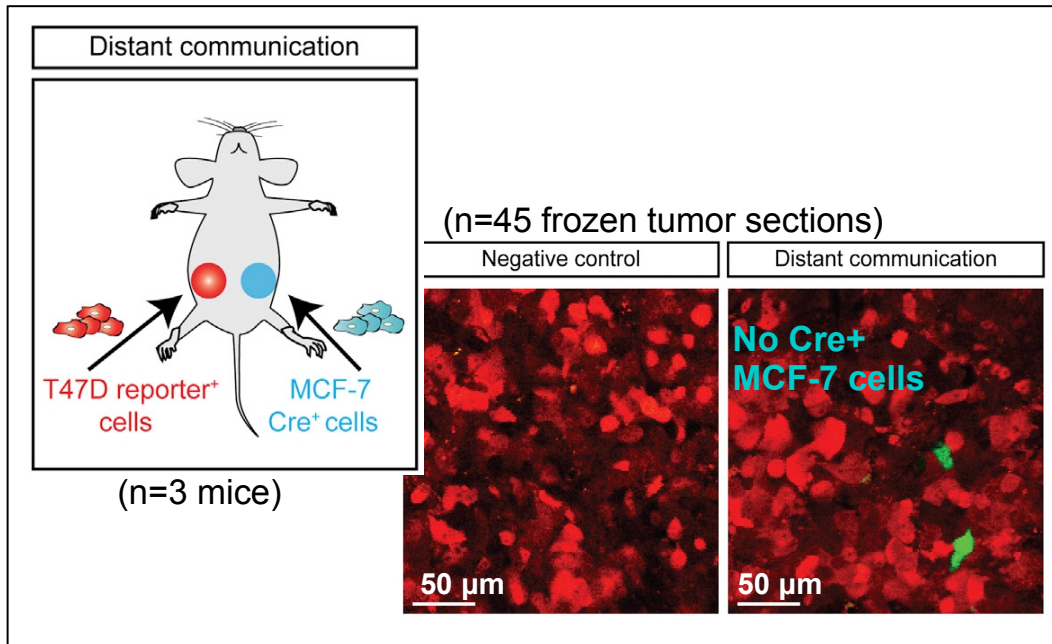 Distant communication
T47D reporter⁺
cells
MCF-7
Cre⁺ cells
(n=3 mice)
(n=45 frozen tumor sections)
Negative control
Distant communication
No Cre+
MCF-7 cells
50 µm
50 µm